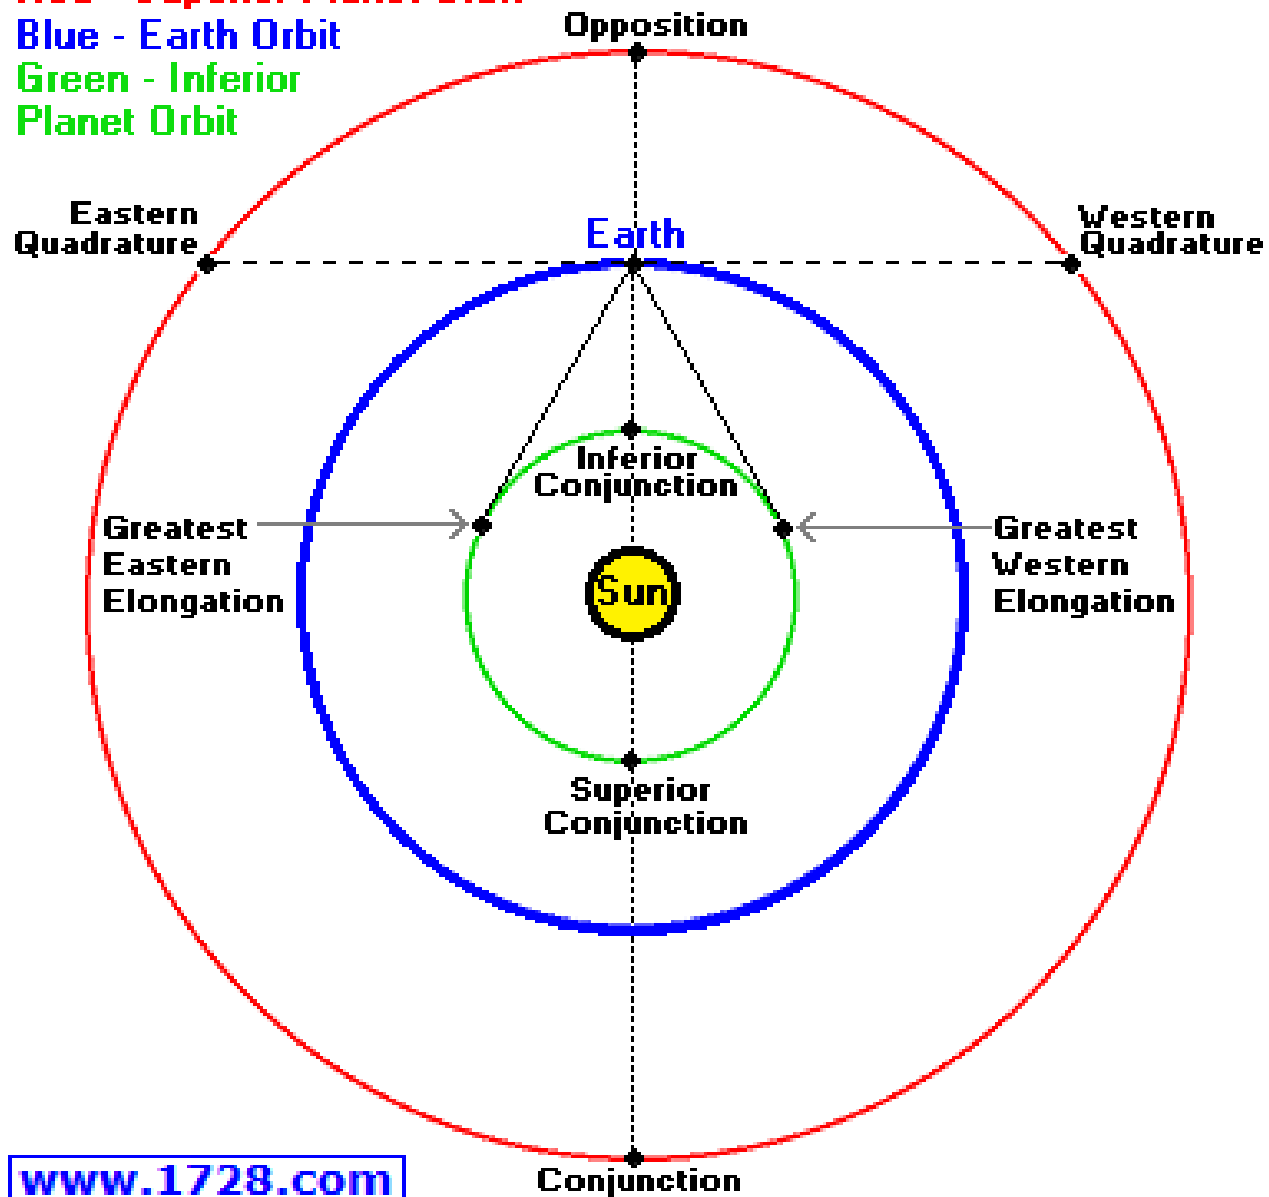 Blue - Earth Orbit
Green - Inferior
Planet Orbit
Opposition
Eastern
Quadrature
Earth
Western
Quadrature
Inferior
Conjunction
Greatest
Eastern
Elongation
Sun
Greatest
Western
Elongation
Superior
Conjunction
Conjunction
www.1728.com